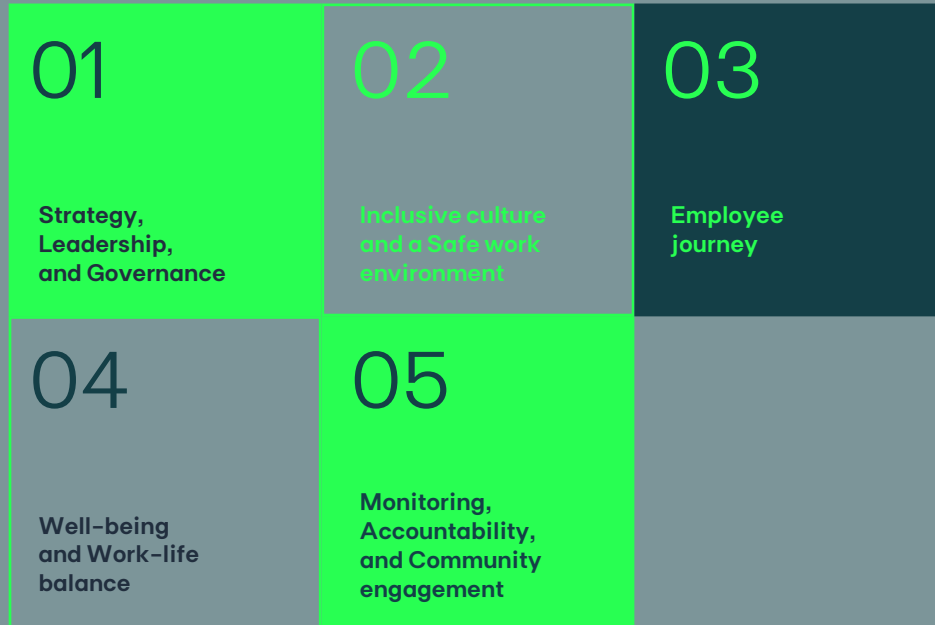 01
Strategy,
Leadership,
and Governance
02
Inclusive culture
and a Safe work
environment
03
Employee
journey
04
Well-being
and Work-life
balance
05
Monitoring,
Accountability,
and Community
engagement